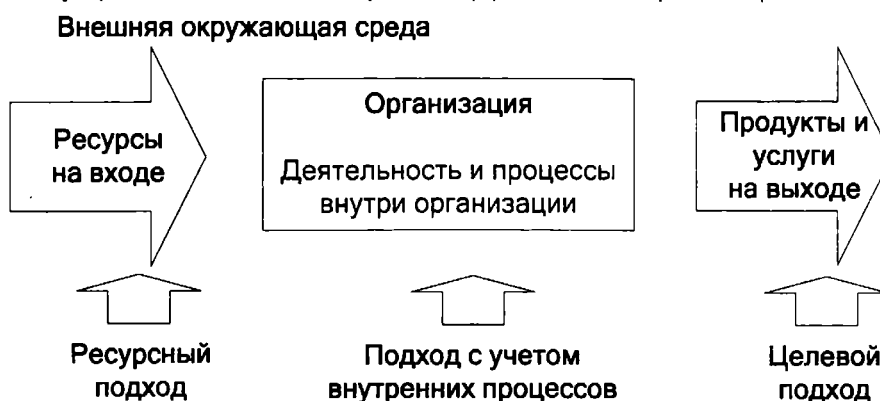 Внешняя окружающая среда
Ресурсы
на входе
Организация
Деятельность и процессы
внутри организации
Продукты и
услуги
на выходе
Ресурсный
подход
Подход с учетом
внутренних процессов
Целевой
подход